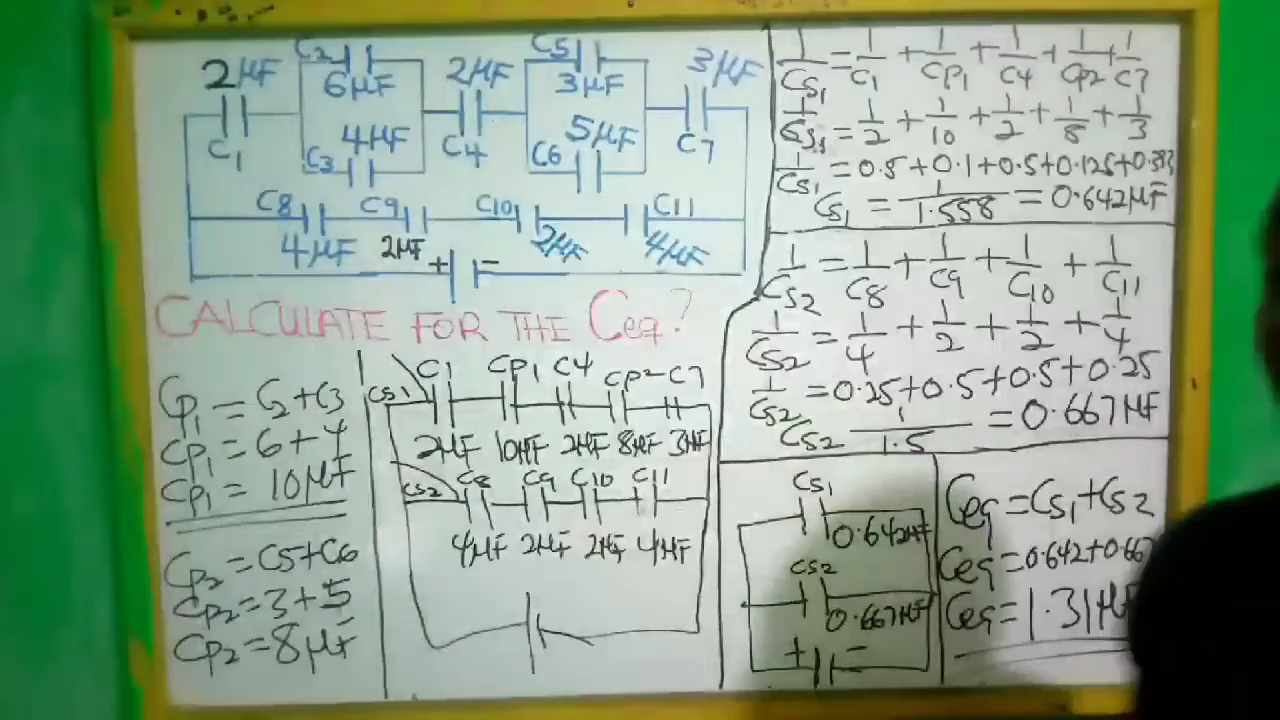 2μF
C1
C2
6μF
4μF
C3
2μF
C4
C5
3μF
5μF
C6
3μF
C7
C8
4μF
C9
2μF
C10
2μF
C11
4μF
+ -
CALCULATE FOR THE Ceq?
Cp1 = C2+C3
Cp1 = 6+4
Cp1 = 10μF
Cp2 = C5+C6
Cp2 = 3+5
Cp2 = 8μF
Cs1 C1 Cp1 C4 Cp2 C7
2μF 10μF 2μF 8μF 3μF
Cs2 C8 C9 C10 C11
4μF 2μF 2μF 4μF
1/Cs1 = 1/C1 + 1/Cp1 + 1/C4 + 1/Cp2 + 1/C7
1/Cs1 = 1/2 + 1/10 + 1/2 + 1/8 + 1/3
1/Cs1 = 0.5+0.1+0.5+0.125+0.333
Cs1 = 1/1.558 = 0.642μF
1/Cs2 = 1/C8 + 1/C9 + 1/C10 + 1/C11
1/Cs2 = 1/4 + 1/2 + 1/2 + 1/4
1/Cs2 = 0.25+0.5+0.5+0.25
Cs2 1/1.5 = 0.667μF
Cs1
0.642μF
Cs2
0.667μF
+ -
Ceq = Cs1+Cs2
Ceq = 0.642+0.667
Ceq = 1.31μF